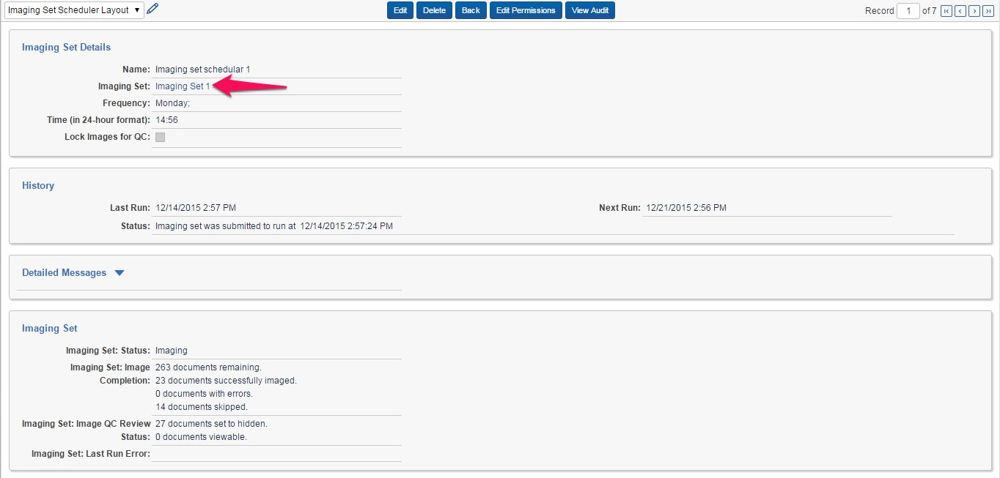 Imaging Set Scheduler Layout Edit Delete Back Edit Permissions View Audit Record 1 of 7
Imaging Set Details
Name: Imaging set schedular 1
Imaging Set: Imaging Set 1
Frequency: Monday;
Time (in 24-hour format): 14:56
Lock Images for QC:
History
Last Run: 12/14/2015 2:57 PM Next Run: 12/21/2015 2:56 PM
Status: Imaging set was submitted to run at 12/14/2015 2:57:24 PM
Detailed Messages
Imaging Set
Imaging Set: Status: Imaging
Imaging Set: Image 263 documents remaining.
Completion: 23 documents successfully imaged.
0 documents with errors.
14 documents skipped.
Imaging Set: Image QC Review 27 documents set to hidden.
Status: 0 documents viewable.
Imaging Set: Last Run Error: